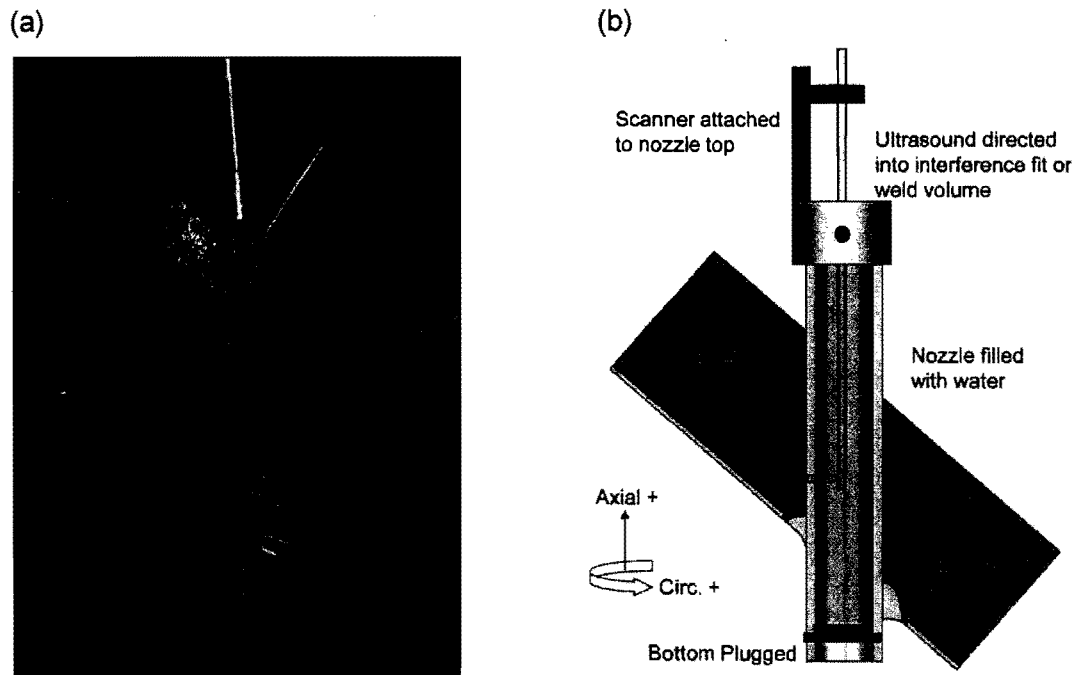 (a)
(b)
Scanner attached
to nozzle top
Ultrasound directed
into interference fit or
weld volume
Nozzle filled
with water
Axial +
Circ. +
Bottom Plugged